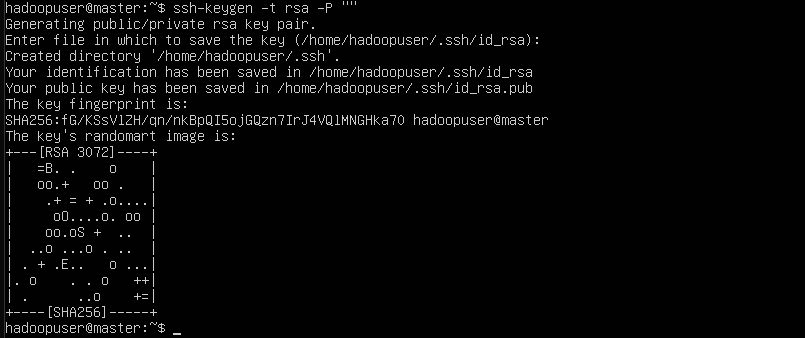 hadoopuser@master:~$ ssh-keygen -t rsa -P ""
Generating public/private rsa key pair.
Enter file in which to save the key (/home/hadoopuser/.ssh/id_rsa):
Created directory '/home/hadoopuser/.ssh'.
Your identification has been saved in /home/hadoopuser/.ssh/id_rsa
Your public key has been saved in /home/hadoopuser/.ssh/id_rsa.pub
The key fingerprint is:
SHA256:fG/KSsVlZH/qn/nkBpQI5ojGQzn7IrJ4VQlMNGHka70 hadoopuser@master
The key's randomart image is:
+---[RSA 3072]----+
|   =B. .    o    |
|   oo.+   oo .   |
|    .+ = + .o....|
|     oO....o. oo |
|    oo.oS +  ..  |
|  ..o ...o . ..  |
| . + .E..   o ...|
|. o    . . o   ++|
| .      ..o    +=|
+----[SHA256]-----+
hadoopuser@master:~$ _